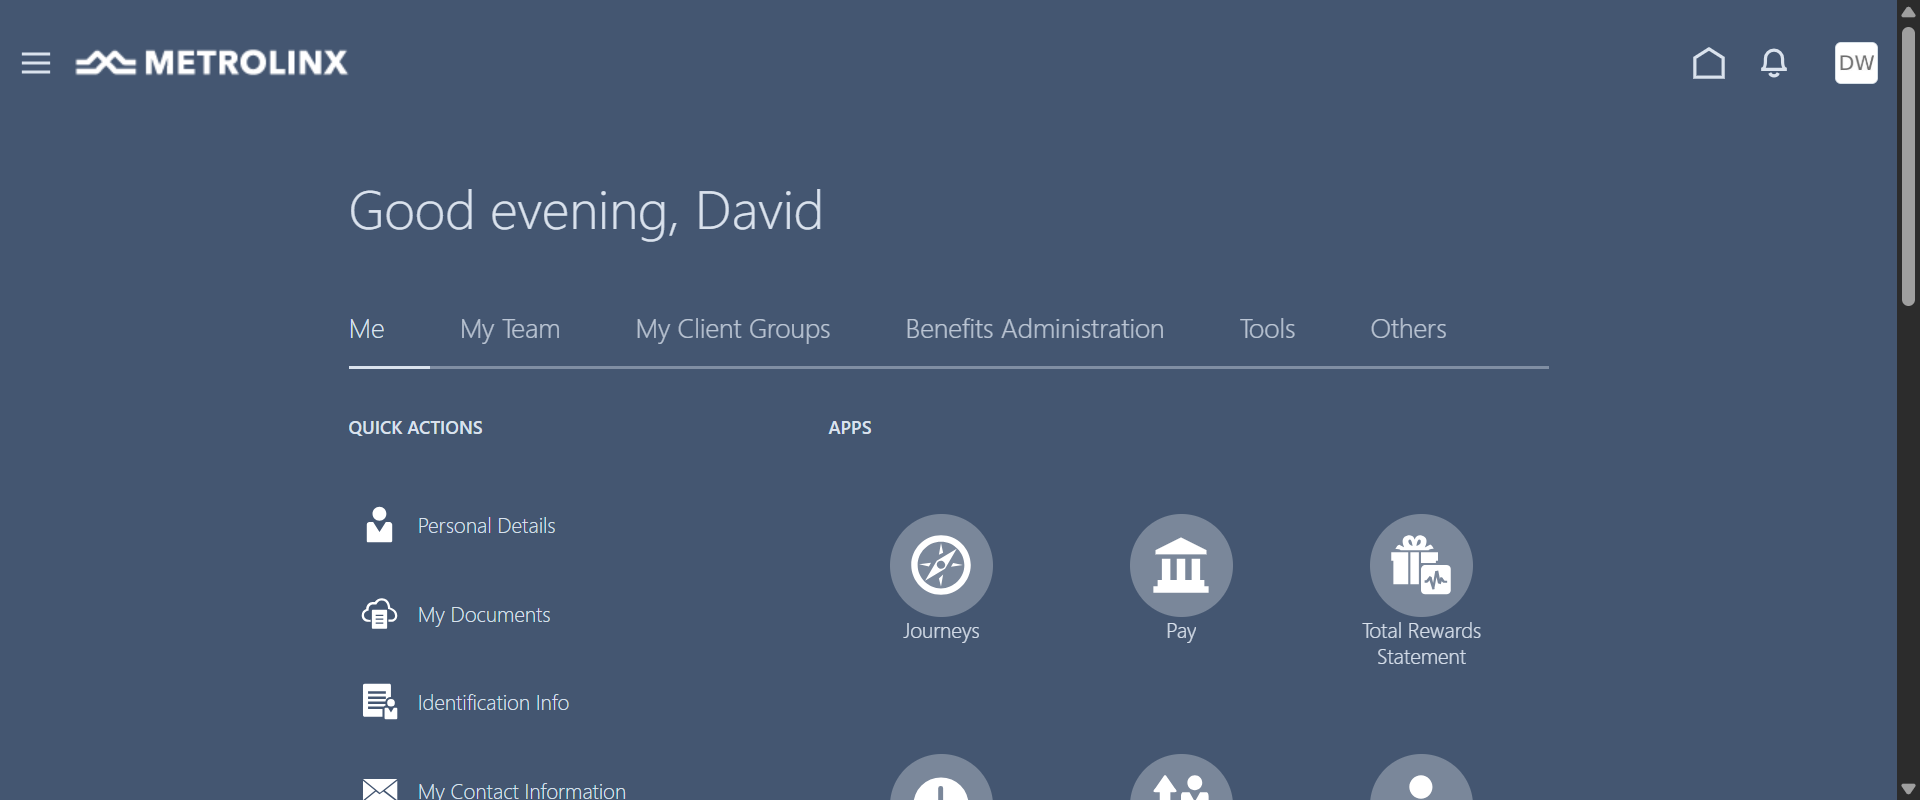 METROLINX
DW
Good evening, David
Me
My Team
My Client Groups
Benefits Administration
Tools
Others
QUICK ACTIONS
APPS
Personal Details
My Documents
Identification Info
My Contact Information
Journeys
Pay
Total Rewards
Statement